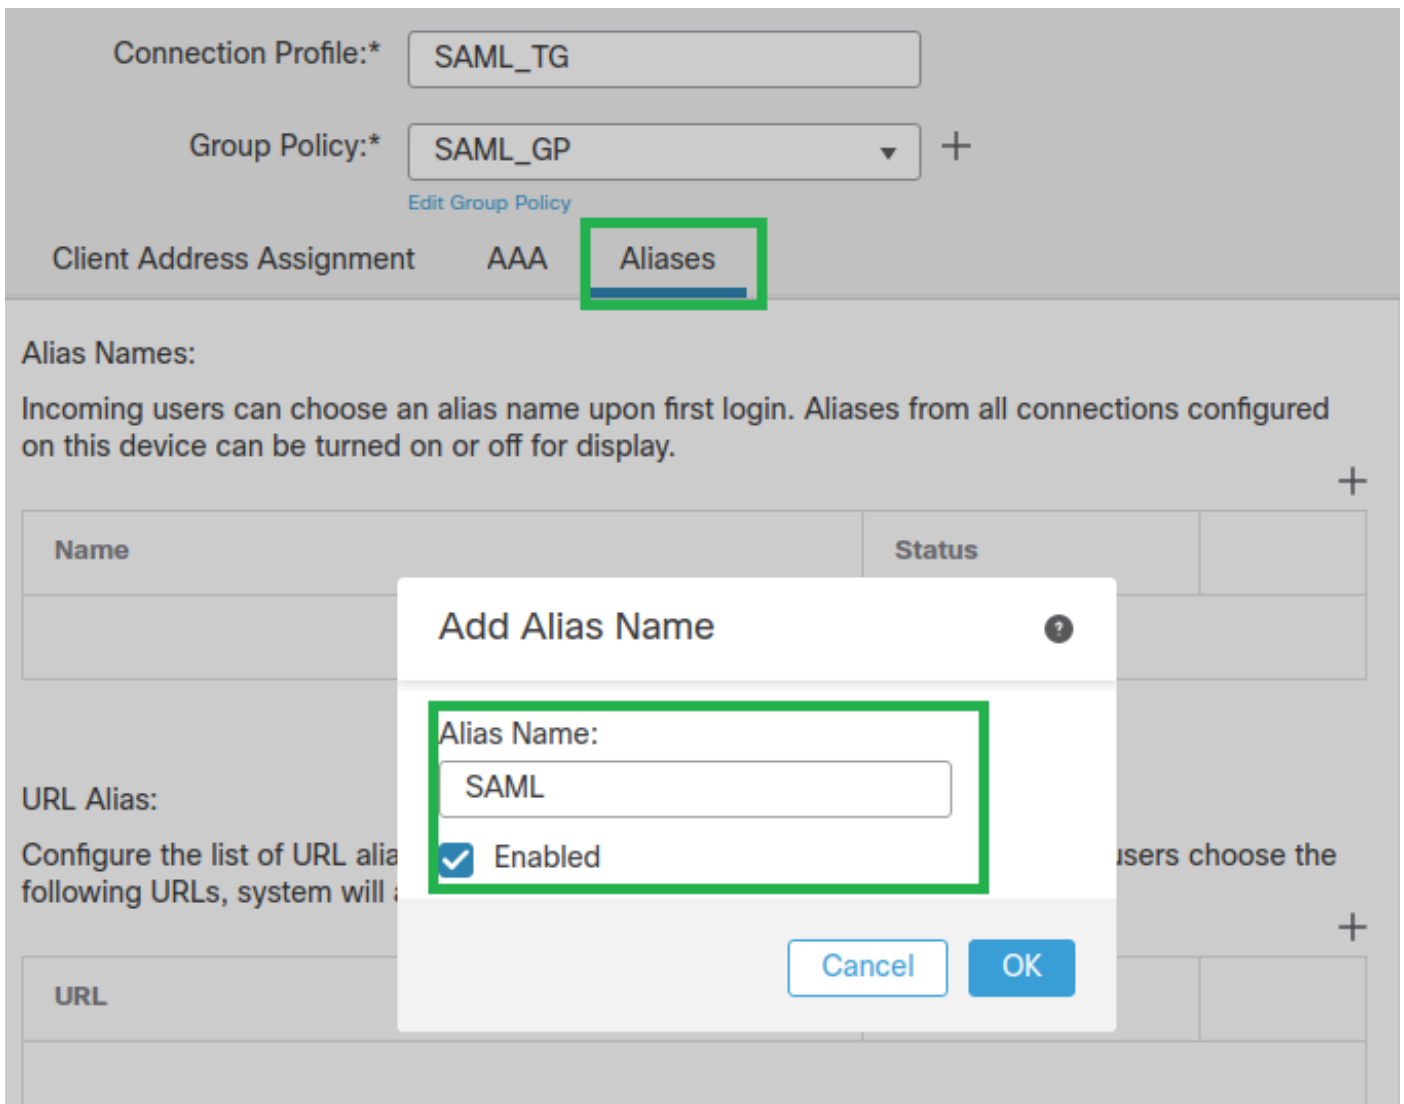 Connection Profile:* SAML_TG
Group Policy:* SAML_GP
Edit Group Policy
Client Address Assignment AAA Aliases
Alias Names:
Incoming users can choose an alias name upon first login. Aliases from all connections configured
on this device can be turned on or off for display.
Name Status
Add Alias Name
Alias Name:
SAML
Enabled
URL Alias:
Configure the list of URL users choose the
following URLs, system will
Cancel OK
URL